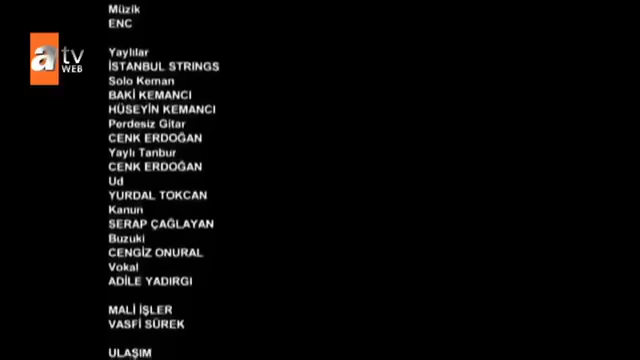 Müzik
ENC
atv
WEB
Yaylılar
İSTANBUL STRINGS
Solo Keman
BAKİ KEMANCI
HÜSEYİN KEMANCI
Perdesiz Gitar
CENK ERDOĞAN
Yaylı Tanbur
CENK ERDOĞAN
Ud
YURDAL TOKCAN
Kanun
SERAP ÇAĞLAYAN
Buzuki
CENGİZ ONURAL
Vokal
ADİLE YADIRGI
MALİ İŞLER
VASFİ SÜREK
ULAŞIM